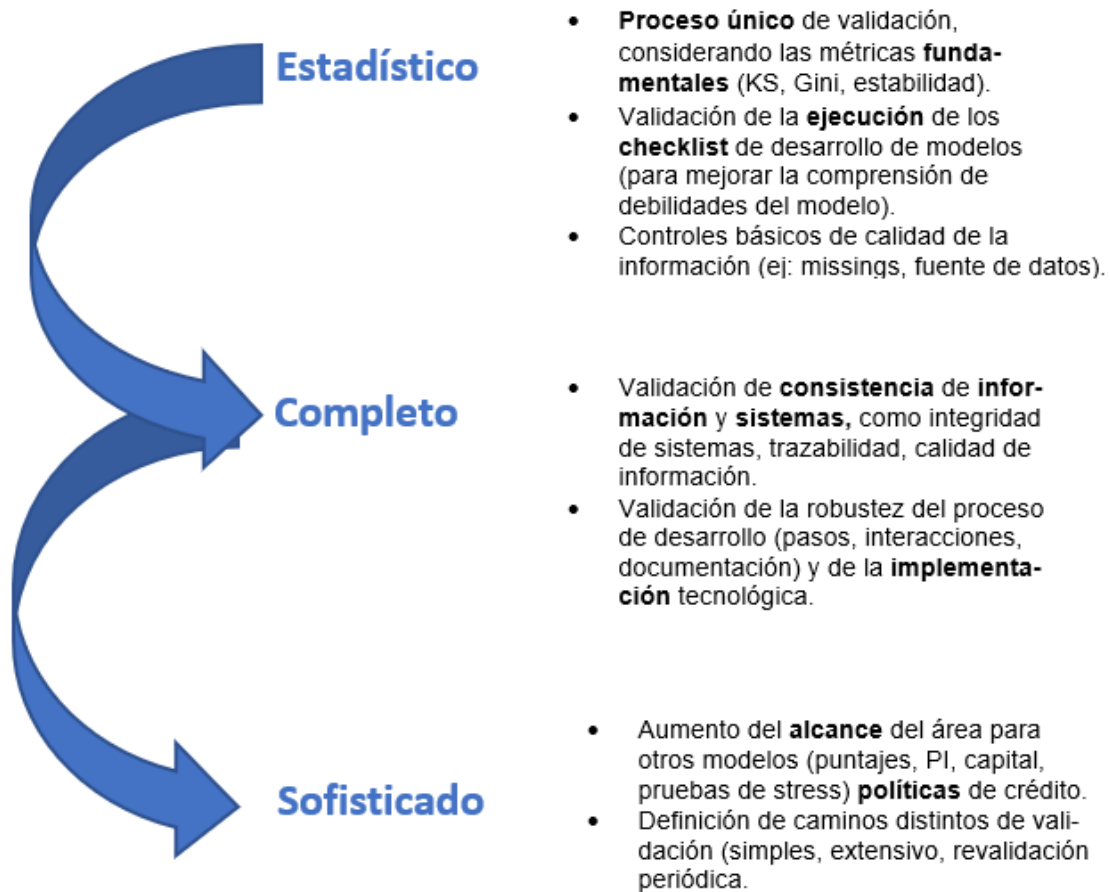 Estadístico
• Proceso único de validación,
considerando las métricas funda-
mentales (KS, Gini, estabilidad).
• Validación de la ejecución de los
checklist de desarrollo de modelos
(para mejorar la comprensión de
debilidades del modelo).
• Controles básicos de calidad de la
información (ej: missings, fuente de datos).
Completo
• Validación de consistencia de infor-
mación y sistemas, como integridad
de sistemas, trazabilidad, calidad de
información.
• Validación de la robustez del proceso
de desarrollo (pasos, interacciones,
documentación) y de la implementa-
ción tecnológica.
Sofisticado
• Aumento del alcance del área para
otros modelos (puntajes, PI, capital,
pruebas de stress) políticas de crédito.
• Definición de caminos distintos de vali-
dación (simples, extensivo, revalidación
periódica.